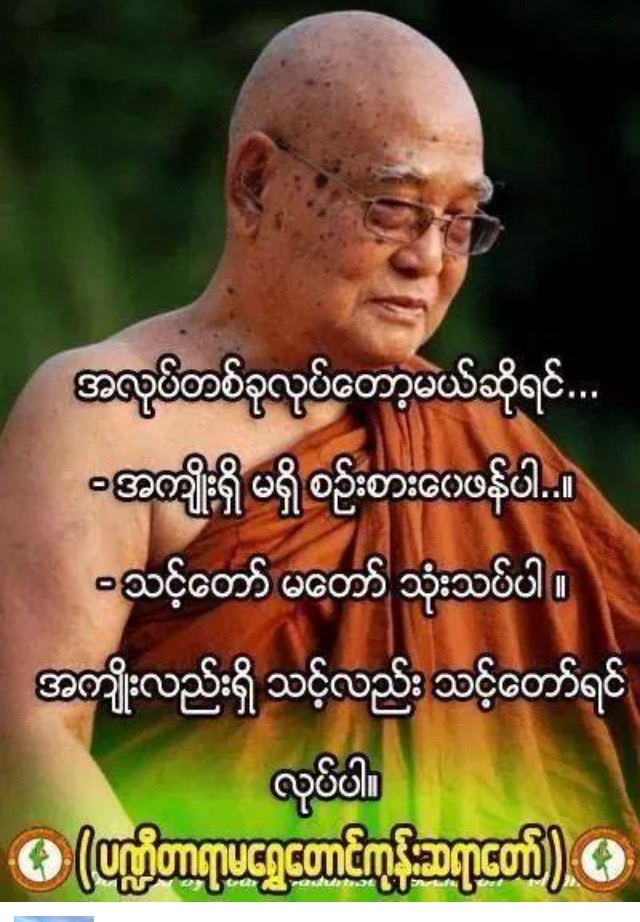 အလုပ်တစ်ခုလုပ်တော့မယ်ဆိုရင်...
- အကျိုးရှိ မရှိ စဉ်းစားဝေဖန်ပါ..။
- သင့်တော် မတော် သုံးသပ်ပါ ။
အကျိုးလည်းရှိ သင့်လည်း သင့်တော်ရင်
လုပ်ပါ။
( ပဏ္ဍိတာရာမရွှေတောင်ကုန်းဆရာတော် )